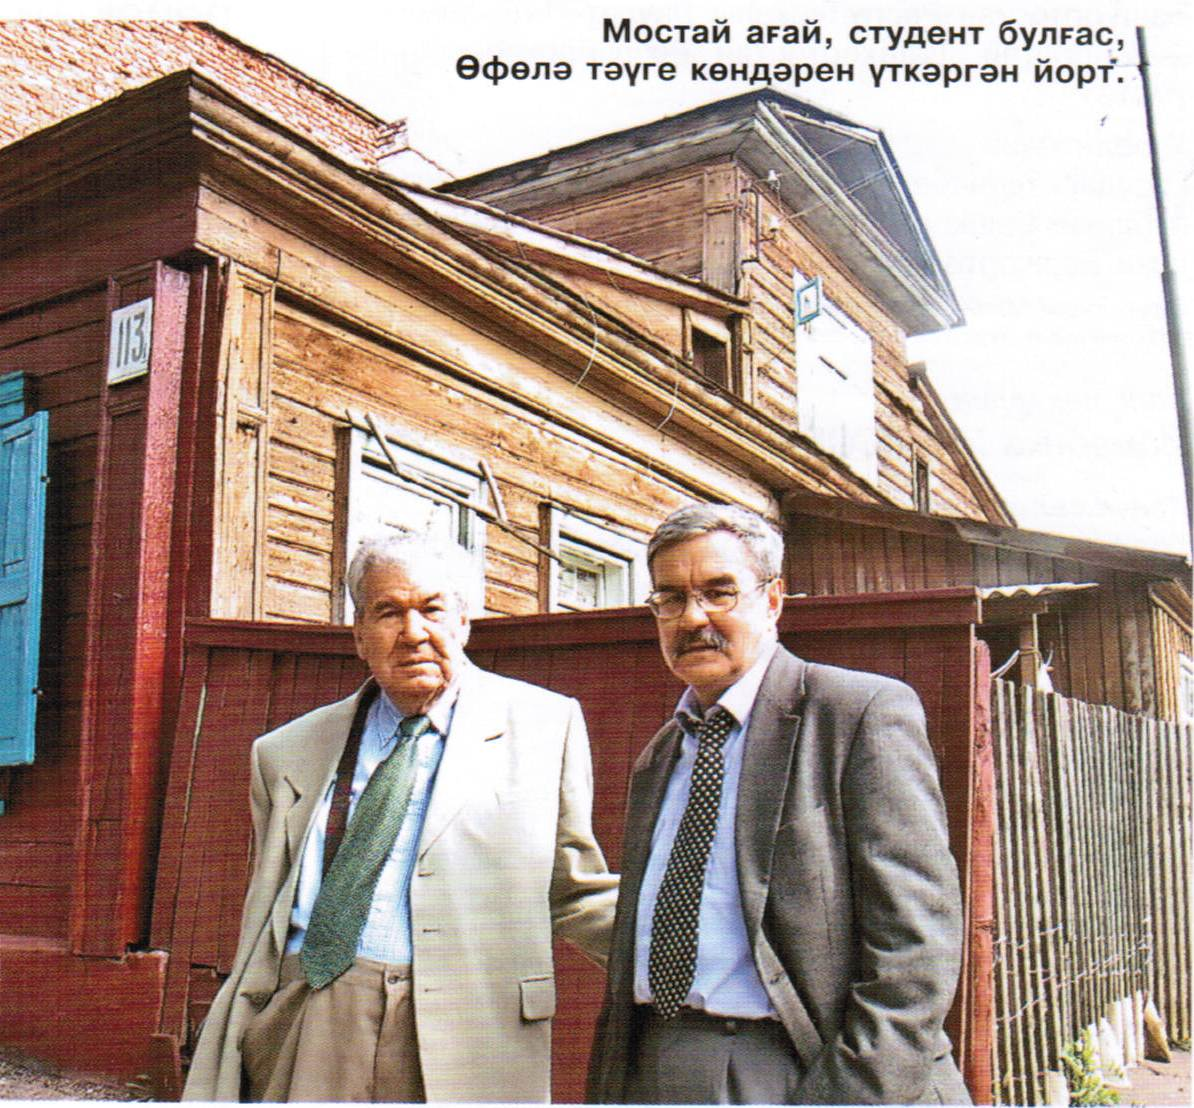 Мостай ағай, студент булғас,
Өфөлә тәүге көндәрен үткәргән йорт.
113